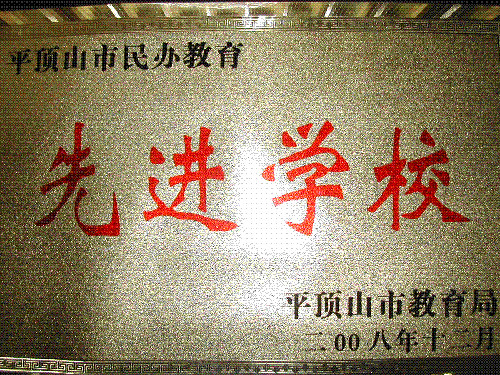 平顶山市民办教育
先进学校
平顶山市教育局
二00八年十二月